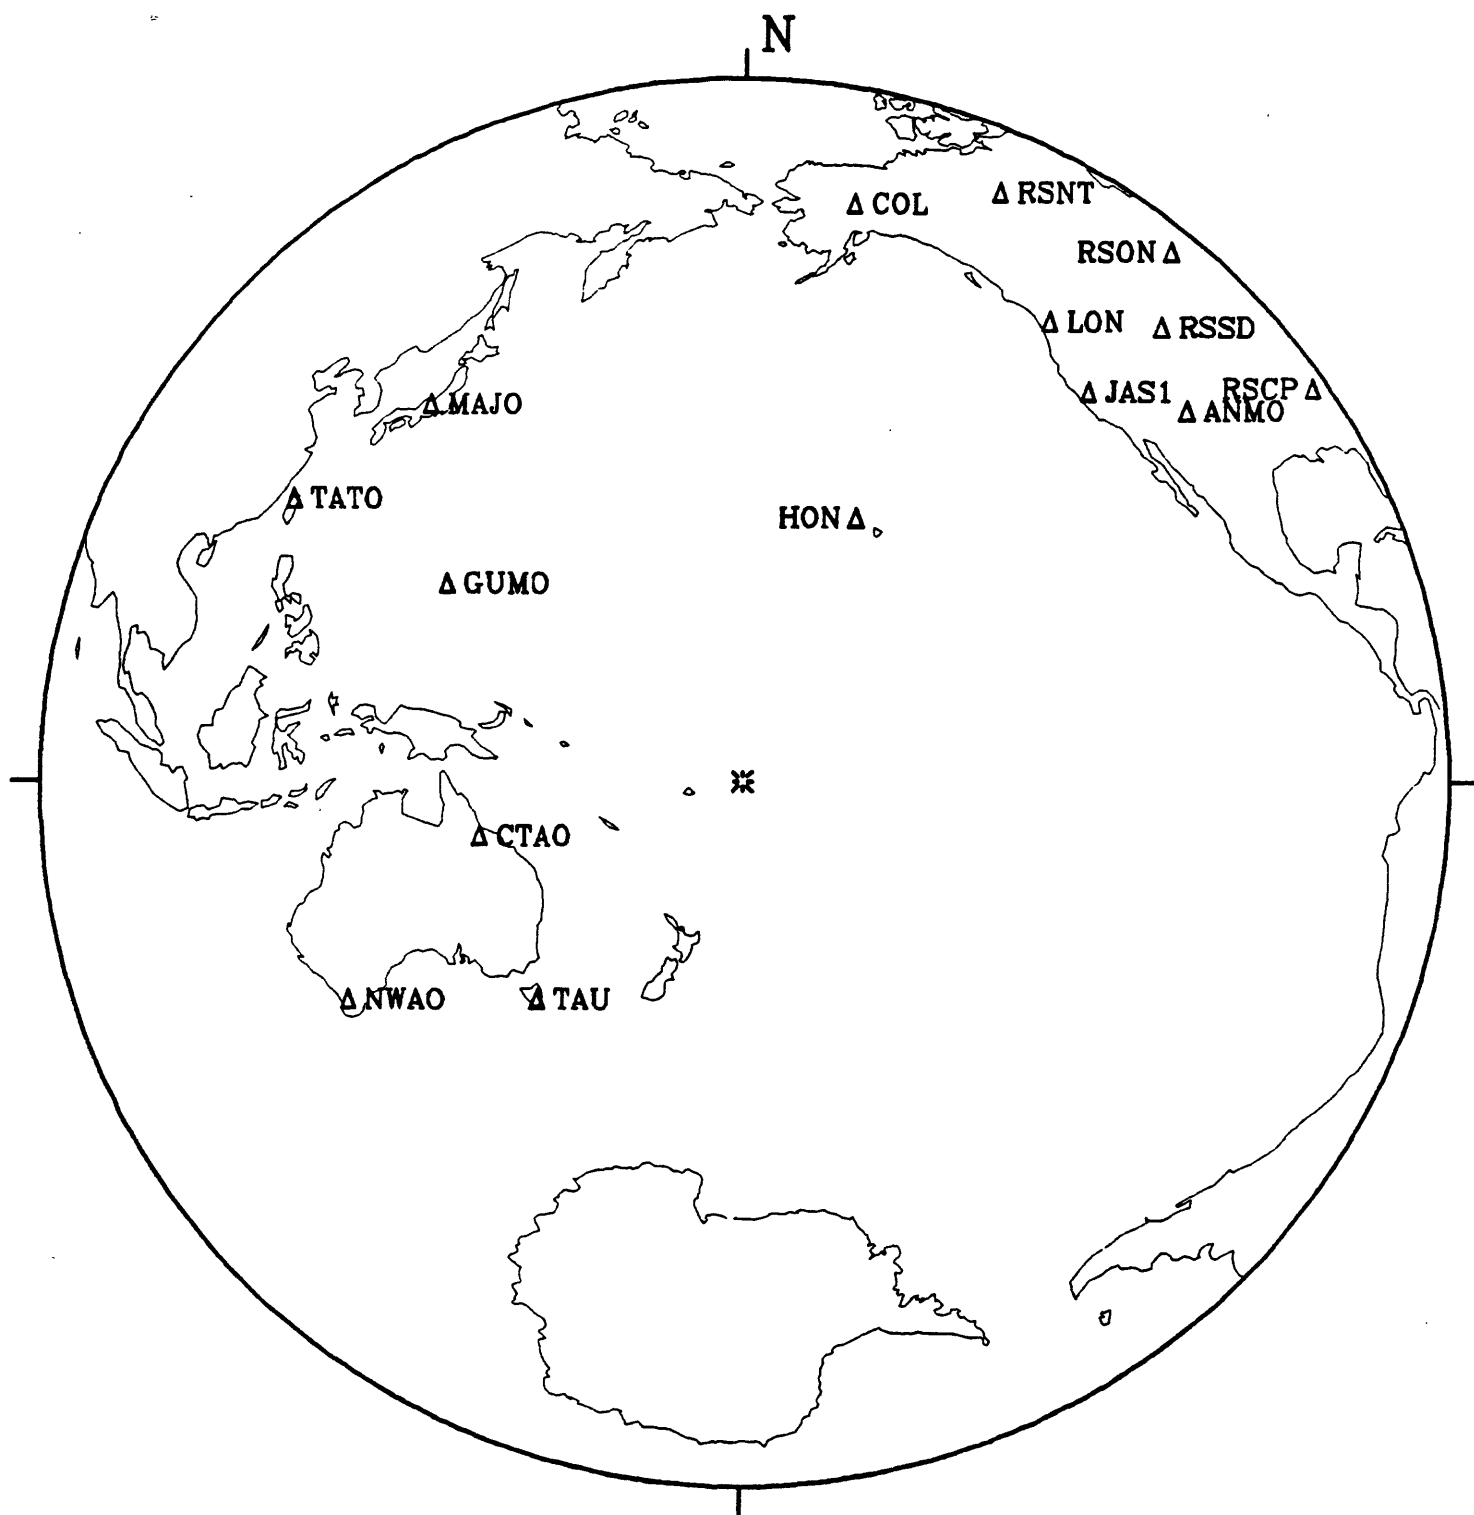 N
COL
RSNT
RSON
LON
RSSD
JAS1
RSCP
ANMO
MAJO
TATO
HON
GUMO
CTAO
NWAO
TAU